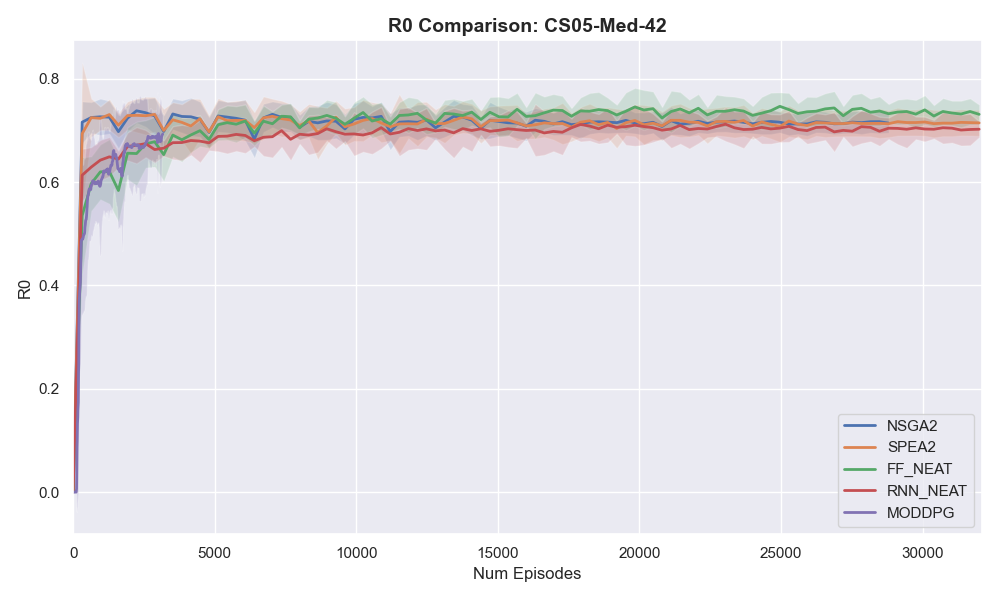 R0 Comparison: CS05-Med-42
0.8
0.6
0.4
0.2
0.0
R0
0 5000 10000 15000 20000 25000 30000
Num Episodes
NSGA2
SPEA2
FF_NEAT
RNN_NEAT
MODDPG